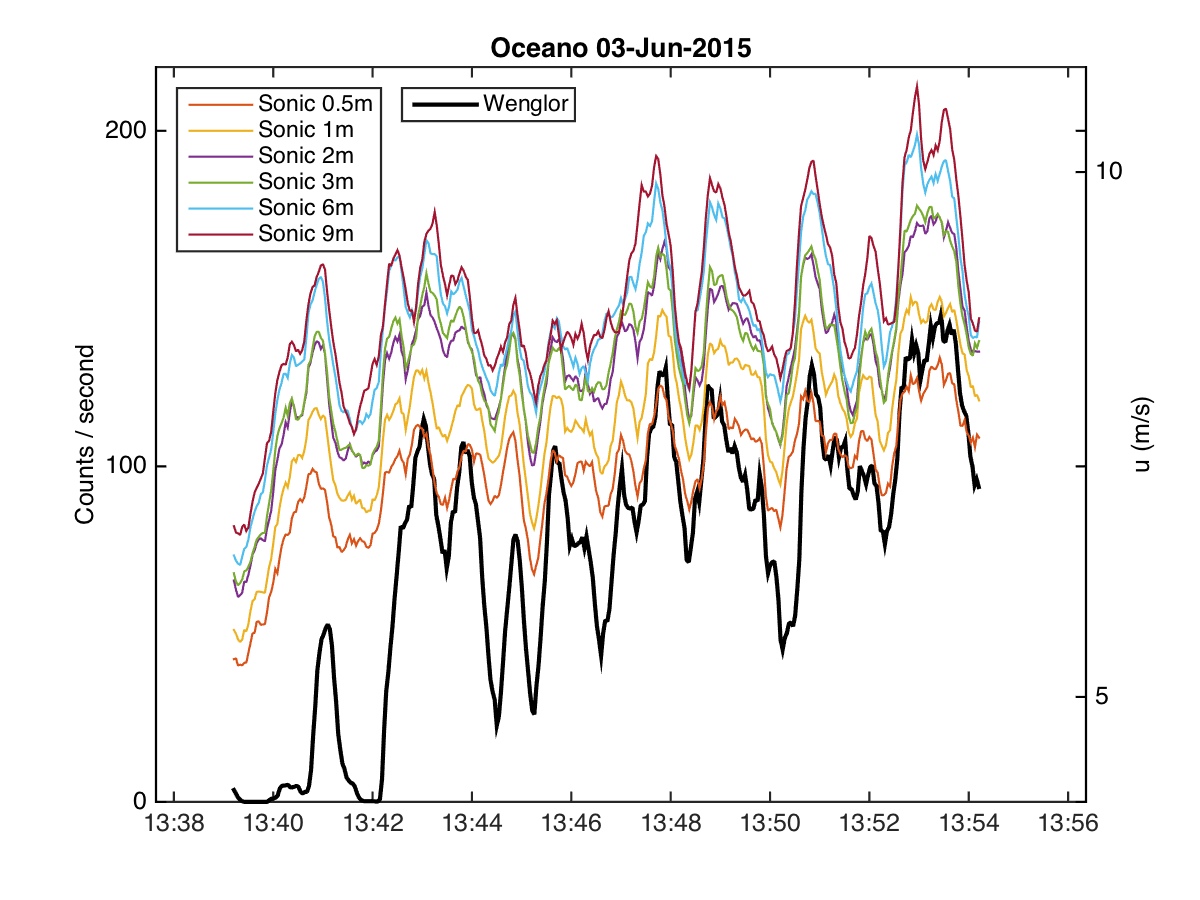 Oceano 03-Jun-2015
Sonic 0.5m
Sonic 1m
Sonic 2m
Sonic 3m
Sonic 6m
Sonic 9m
Wenglor
Counts / second
200
100
0
u (m/s)
10
5
13:38 13:40 13:42 13:44 13:46 13:48 13:50 13:52 13:54 13:56